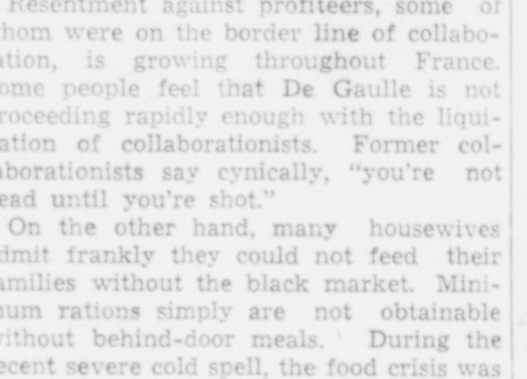 Resentment against profiteers, some of
hom were on the border line of collabo-
ation, is growing throughout France.
ome people feel that De Gaulle is not
roceeding rapidly enough with the liqui-
ation of collaborationists. Former col-
aborationists say cynically, “you're not
ead until you're shot.”
On the other hand, many housewives
dmit frankly they could not feed their
amilies without the black market. Mini-
num rations simply are not obtainable
vithout behind-door meals. During the
ecent severe cold spell, the food crisis was